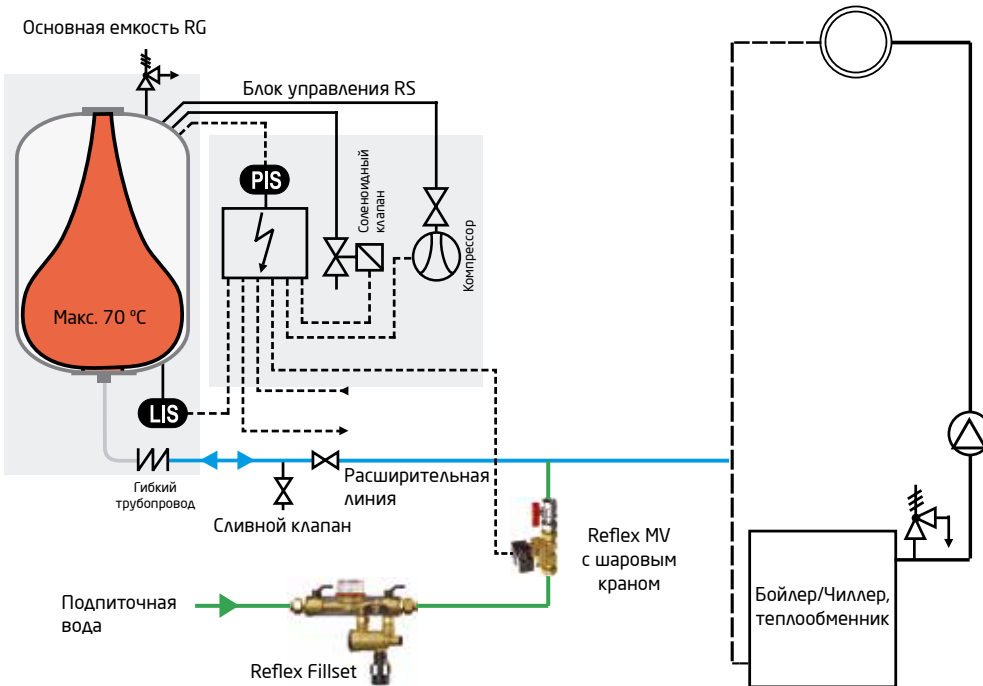 Основная емкость RG
Блок управления RS
PIS
Соленоидный
клапан
Компрессор
Макс. 70 °C
LIS
Гибкий
трубопровод
Расширительная
линия
Сливной клапан
Reflex MV
с шаровым
краном
Подпиточная
вода
Reflex Fillset
Бойлер/Чиллер,
теплообменник